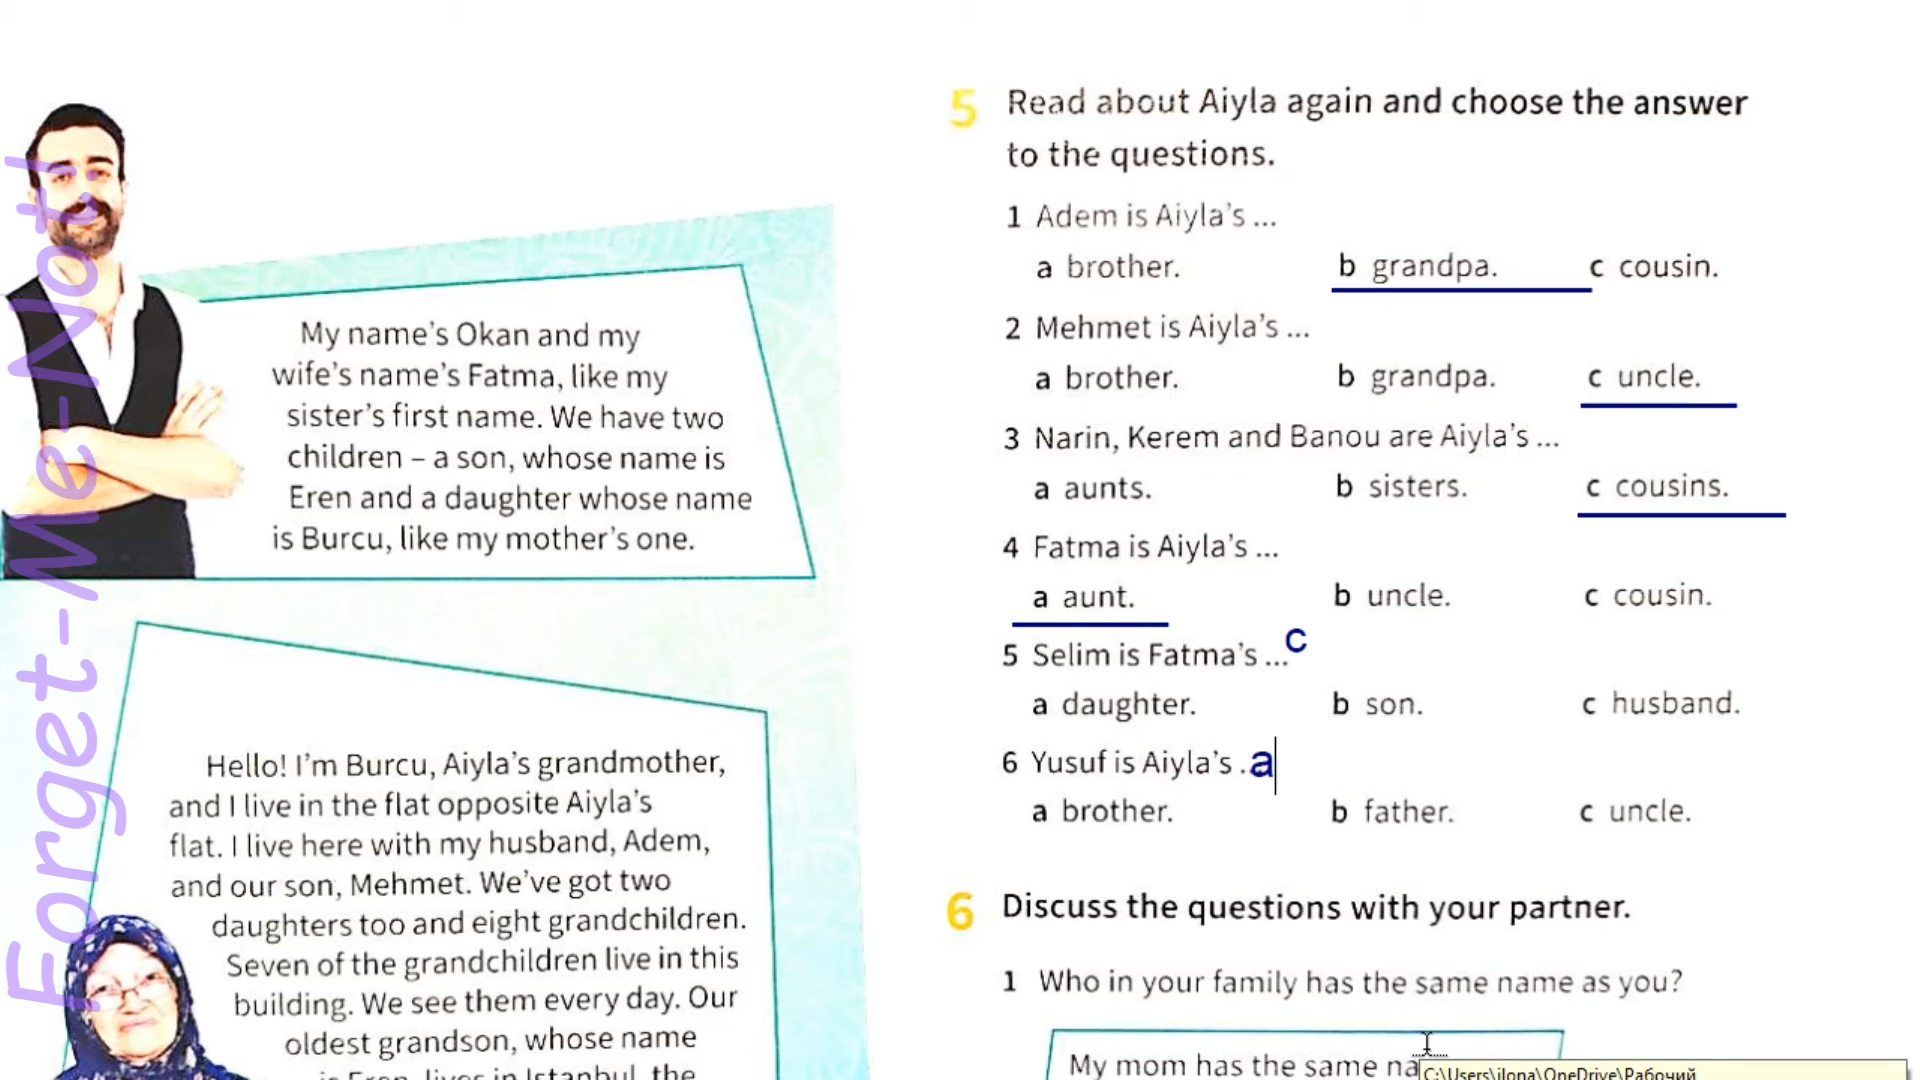 Forget-Me-Not!
My name's Okan and my
wife's name's Fatma, like my
sister's first name. We have two
children – a son, whose name is
Eren and a daughter whose name
is Burcu, like my mother's one.
Hello! I'm Burcu, Aiyla's grandmother,
and I live in the flat opposite Aiyla's
flat. I live here with my husband, Adem,
and our son, Mehmet. We've got two
daughters too and eight grandchildren.
Seven of the grandchildren live in this
building. We see them every day. Our
oldest grandson, whose name
is Eren, lives in Istanbul, the
5 Read about Aiyla again and choose the answer
to the questions.
1 Adem is Aiyla's ...
a brother. b grandpa. c cousin.
2 Mehmet is Aiyla's ...
a brother. b grandpa. c uncle.
3 Narin, Kerem and Banou are Aiyla's ...
a aunts. b sisters. c cousins.
4 Fatma is Aiyla's ...
a aunt. b uncle. c cousin.
5 Selim is Fatma's ... c
a daughter. b son. c husband.
6 Yusuf is Aiyla's . a
a brother. b father. c uncle.
6 Discuss the questions with your partner.
1 Who in your family has the same name as you?
My mom has the same na
C:\Users\ilona\OneDrive\Рабочий